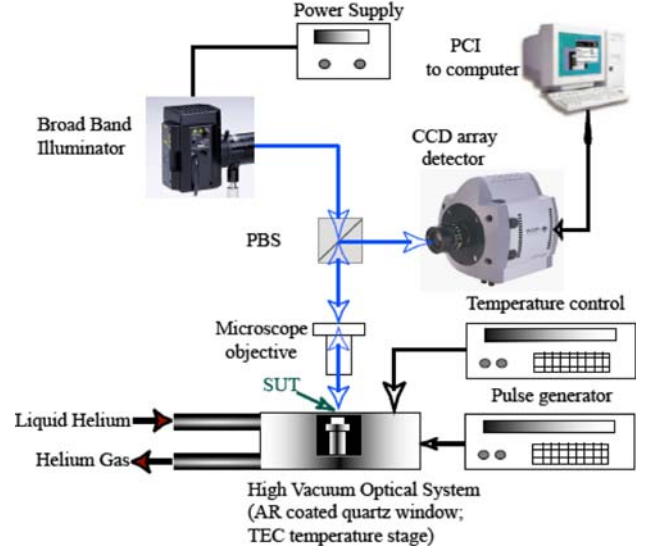 Power Supply
PCI
to computer
Broad Band
Illuminator
CCD array
detector
PBS
Temperature control
Microscope
objective
SUT
Pulse generator
Liquid Helium
Helium Gas
High Vacuum Optical System
(AR coated quartz window;
TEC temperature stage)